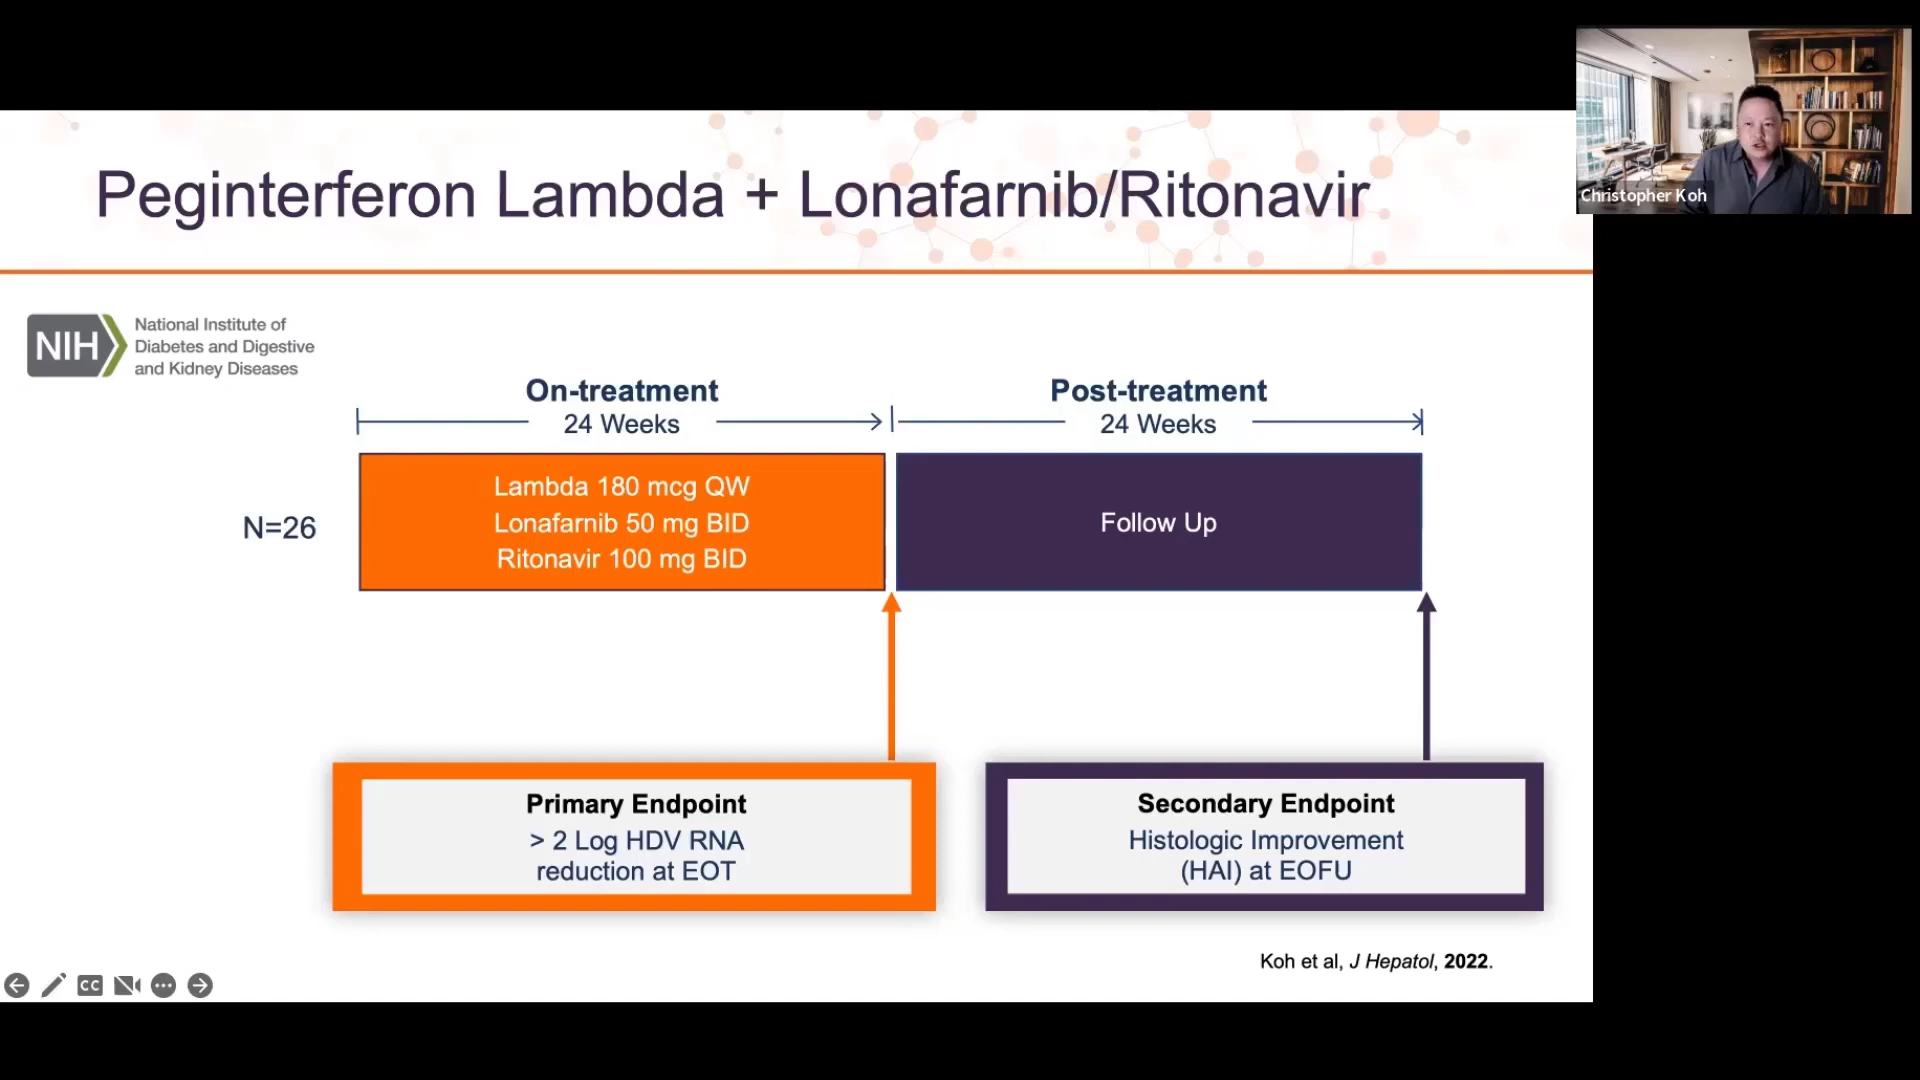 Christopher Koh
Peginterferon Lambda + Lonafarnib/Ritonavir
NIH
National Institute of
Diabetes and Digestive
and Kidney Diseases
On-treatment
24 Weeks
Post-treatment
24 Weeks
N=26
Lambda 180 mcg QW
Lonafarnib 50 mg BID
Ritonavir 100 mg BID
Follow Up
Primary Endpoint
> 2 Log HDV RNA
reduction at EOT
Secondary Endpoint
Histologic Improvement
(HAI) at EOFU
Koh et al, J Hepatol, 2022.
CC